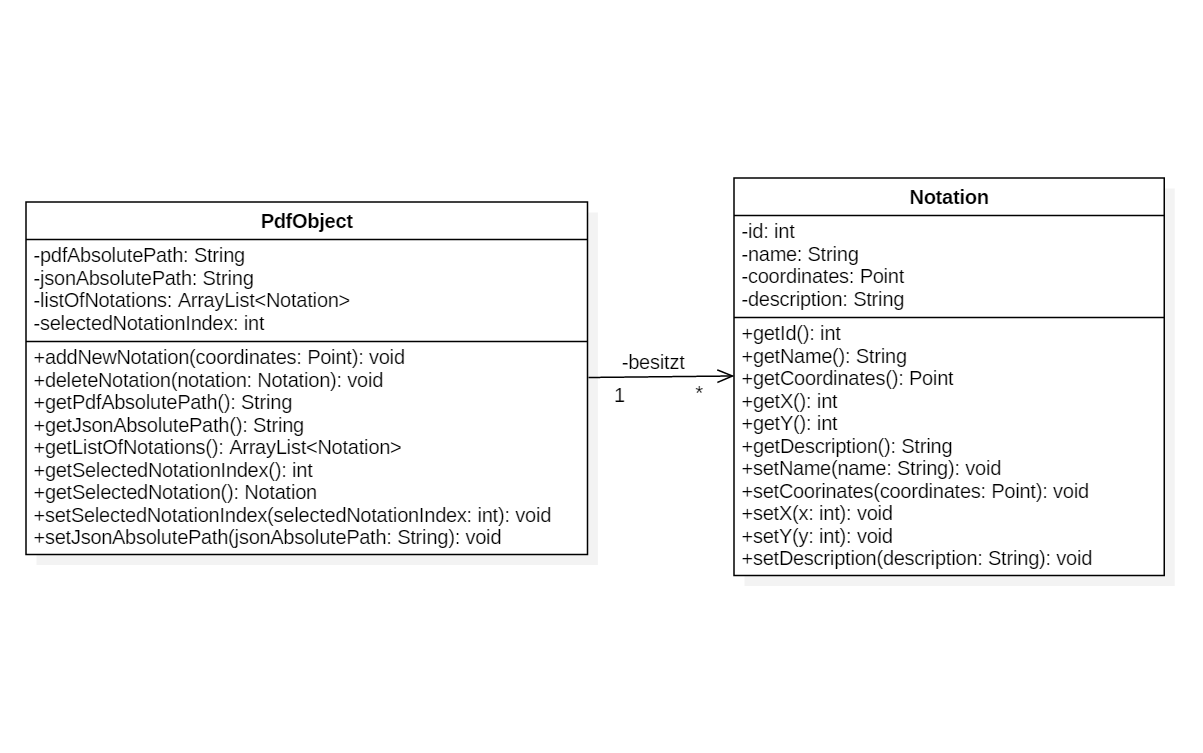 PdfObject
-pdfAbsolutePath: String
-jsonAbsolutePath: String
-listOfNotations: ArrayList<Notation>
-selectedNotationIndex: int
+addNewNotation(coordinates: Point): void
+deleteNotation(notation: Notation): void
+getPdfAbsolutePath(): String
+getJsonAbsolutePath(): String
+getListOfNotations(): ArrayList<Notation>
+getSelectedNotationIndex(): int
+getSelectedNotation(): Notation
+setSelectedNotationIndex(selectedNotationIndex: int): void
+setJsonAbsolutePath(jsonAbsolutePath: String): void
-besitzt
1
*
Notation
-id: int
-name: String
-coordinates: Point
-description: String
+getId(): int
+getName(): String
+getCoordinates(): Point
+getX(): int
+getY(): int
+getDescription(): String
+setName(name: String): void
+setCoorinates(coordinates: Point): void
+setX(x: int): void
+setY(y: int): void
+setDescription(description: String): void